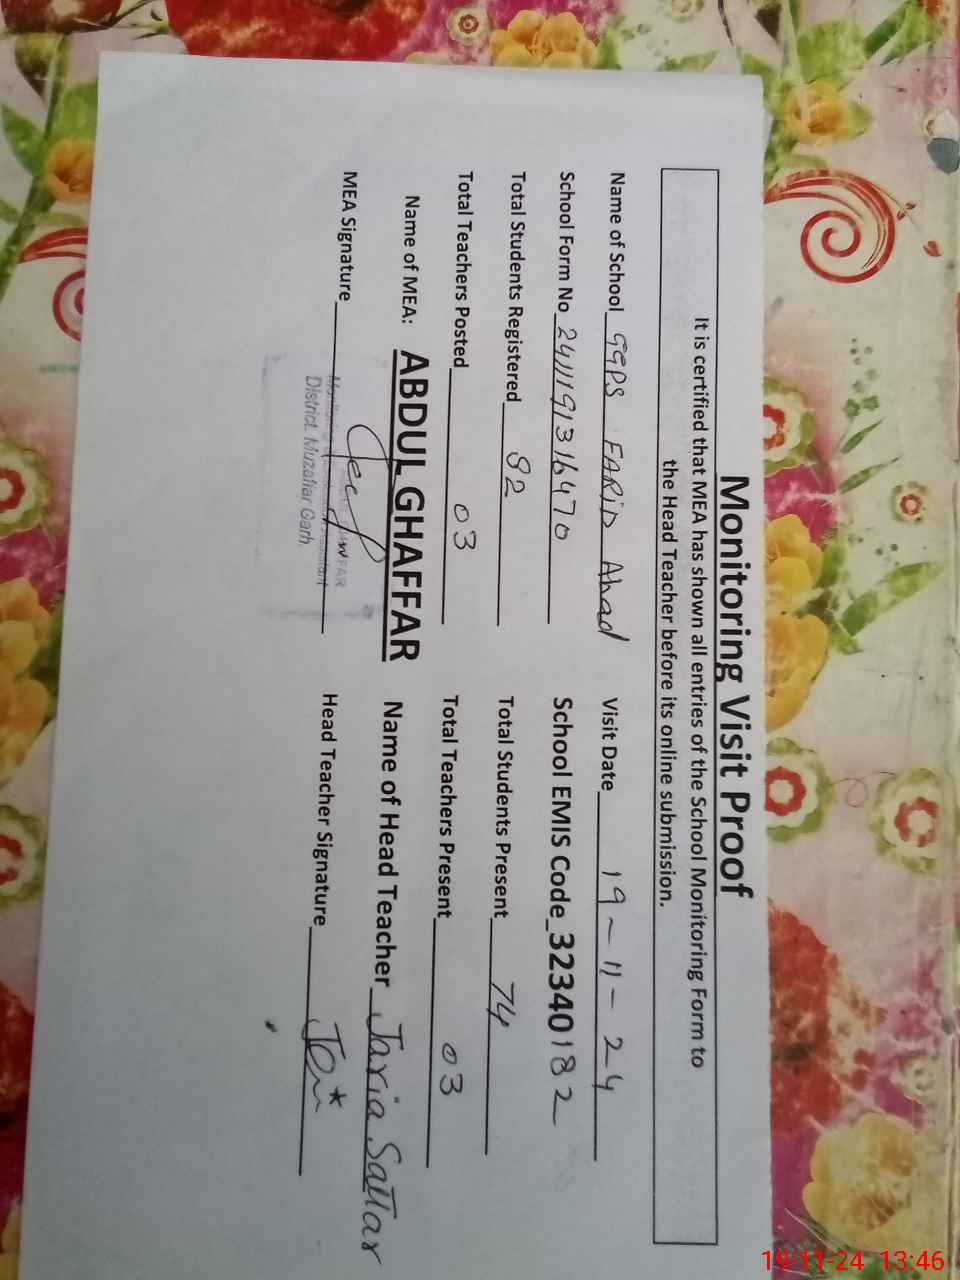 Monitoring Visit Proof
It is certified that MEA has shown all entries of the School Monitoring Form to
the Head Teacher before its online submission.
Name of School GGPS FARID Abad Visit Date 19-11-24
School Form No 2411191316470 School EMIS Code_32340182
Total Students Registered 82 Total Students Present 74
Total Teachers Posted 03 Total Teachers Present 03
Name of MEA: ABDUL GHAFFAR Name of Head Teacher Jaria Sattar
MEA Signature Head Teacher Signature
District. Muzaffar Garh.
19-11-24 13:46